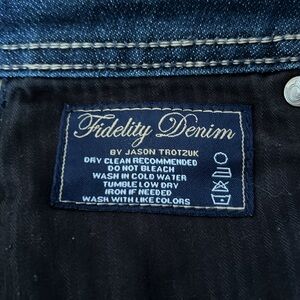 Fidelity Denim
BY JASON TROTZUK
DRY CLEAN RECOMMENDED
DO NOT BLEACH
WASH IN COLD WATER
TUMBLE LOW DRY
IRON IF NEEDED
WASH WITH LIKE COLORS